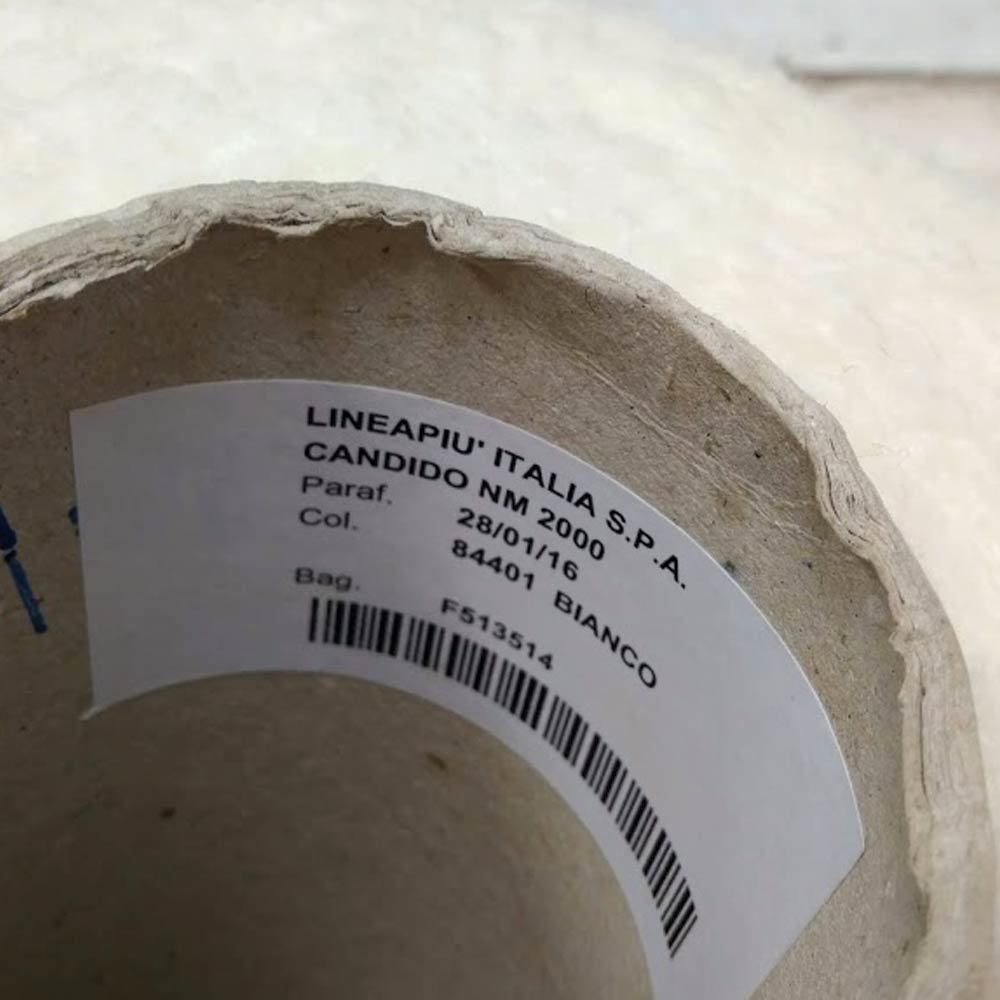 LINEAPIU' ITALIA S.P.A.
CANDIDO NM 2000
Paraf. 28/01/16
Col. 84401 BIANCO
Bag. F513514